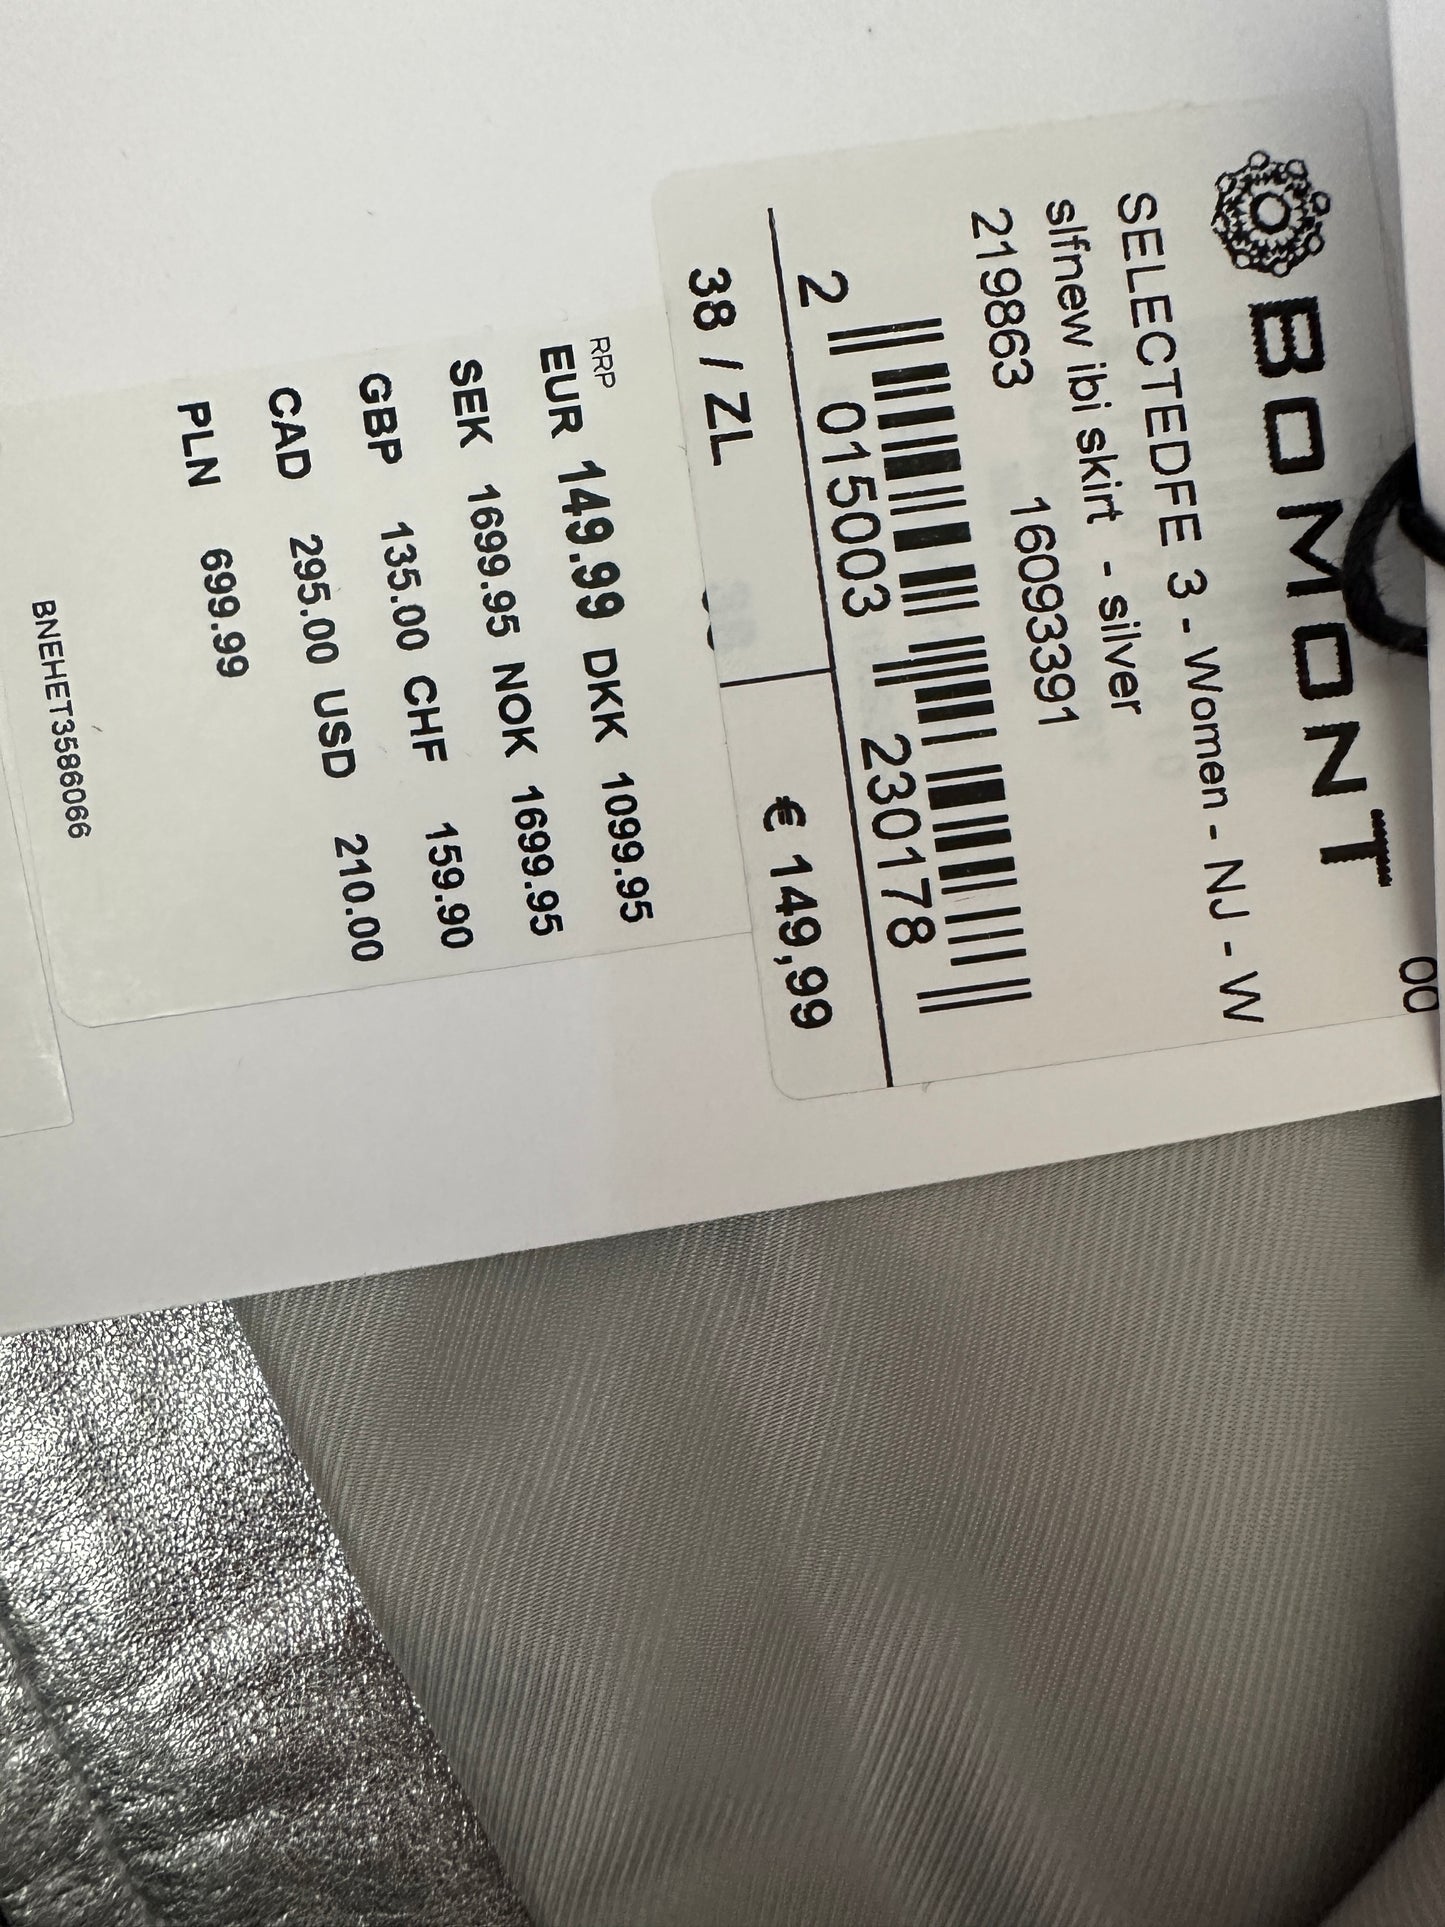 00
BOMONT
SELECTEDFE 3 - Women - NJ - W
slfnew ibi skirt - silver
219863 16093391
2 015003 230178
38 / ZL € 149,99
RRP
EUR 149.99 DKK 1099.95
SEK 1699.95 NOK 1699.95
GBP 135.00 CHF 159.90
CAD 295.00 USD 210.00
PLN 699.99
BNEHET3586066